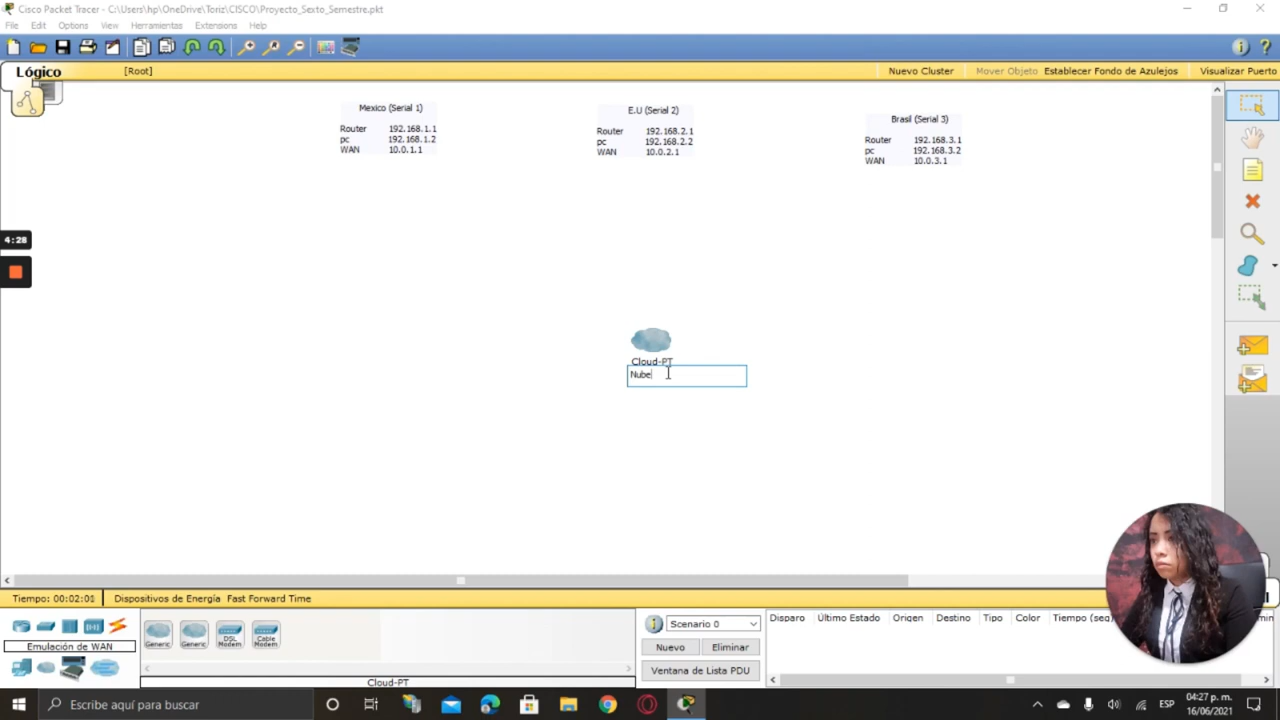 Cisco Packet Tracer - C:\Users\hp\OneDrive\Toriz\CISCO\Proyecto_Sexto_Semestre.pkt
File Edit Options View Herramientas Extensions Help
Lógico [Root] Nuevo Cluster Mover Objeto Establecer Fondo de Azulejos Visualizar Puerto
Mexico (Serial 1)
Router 192.168.1.1
pc 192.168.1.2
WAN 10.0.1.1
E.U (Serial 2)
Router 192.168.2.1
pc 192.168.2.2
WAN 10.0.2.1
Brasil (Serial 3)
Router 192.168.3.1
pc 192.168.3.2
WAN 10.0.3.1
4:28
Cloud-PT
Nube
Tiempo: 00:02:01 Dispositivos de Energía Fast Forward Time
Emulación de WAN
Generic Generic DSL Modem Cable Modem
Cloud-PT
Scenario 0
Nuevo Eliminar
Ventana de Lista PDU
Disparo Último Estado Origen Destino Tipo Color Tiempo (seg)
Escribe aquí para buscar
ESP
04:27 p. m.
16/06/2021